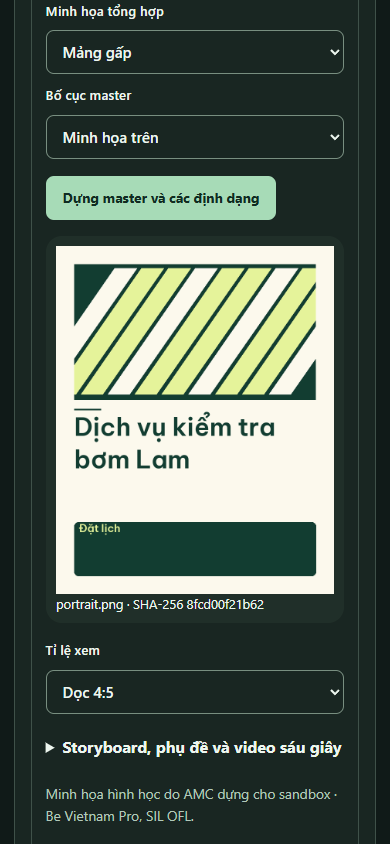 Minh họa tổng hợp
Mảng gấp
Bố cục master
Minh họa trên
Dựng master và các định dạng
Dịch vụ kiểm tra
bơm Lam
Đặt lịch
portrait.png · SHA-256 8fcd00f21b62
Tỉ lệ xem
Dọc 4:5
Storyboard, phụ đề và video sáu giây
Minh họa hình học do AMC dựng cho sandbox ·
Be Vietnam Pro, SIL OFL.